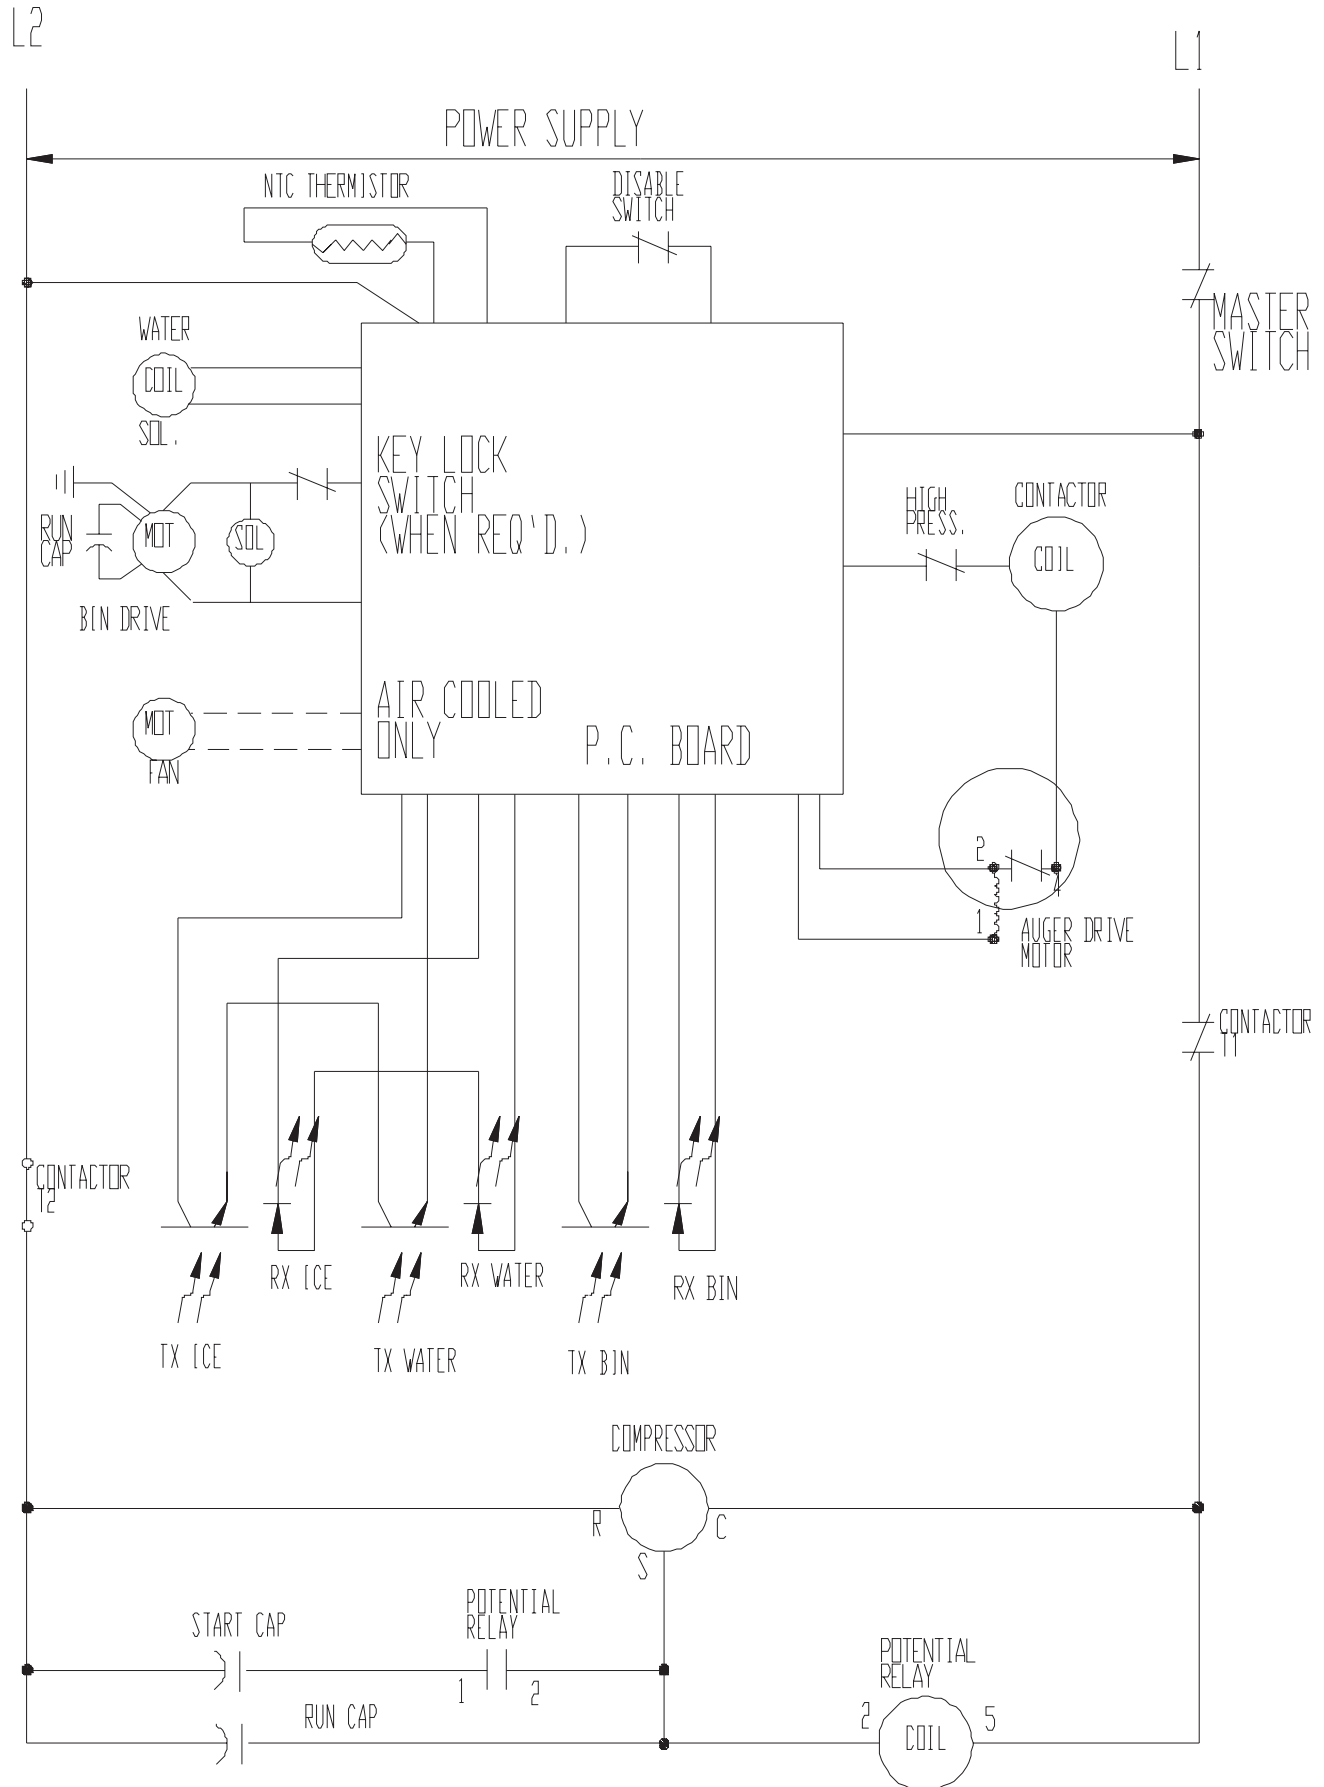 L2
L1
POWER SUPPLY
NTC THERMISTOR
DISABLE
SWITCH
MASTER
SWITCH
WATER
COIL
SOL.
KEY LOCK
SWITCH
(WHEN REQ'D.)
HIGH
PRESS.
CONTACTOR
COIL
RUN
CAP
MOT
SOL
BIN DRIVE
AIR COOLED
ONLY
P.C. BOARD
MOT
FAN
2
4
1
AUGER DRIVE
MOTOR
CONTACTOR
T1
CONTACTOR
T2
RX ICE
RX WATER
RX BIN
TX ICE
TX WATER
TX BIN
COMPRESSOR
R
C
S
START CAP
POTENTIAL
RELAY
1
2
POTENTIAL
RELAY
RUN CAP
2
COIL
5